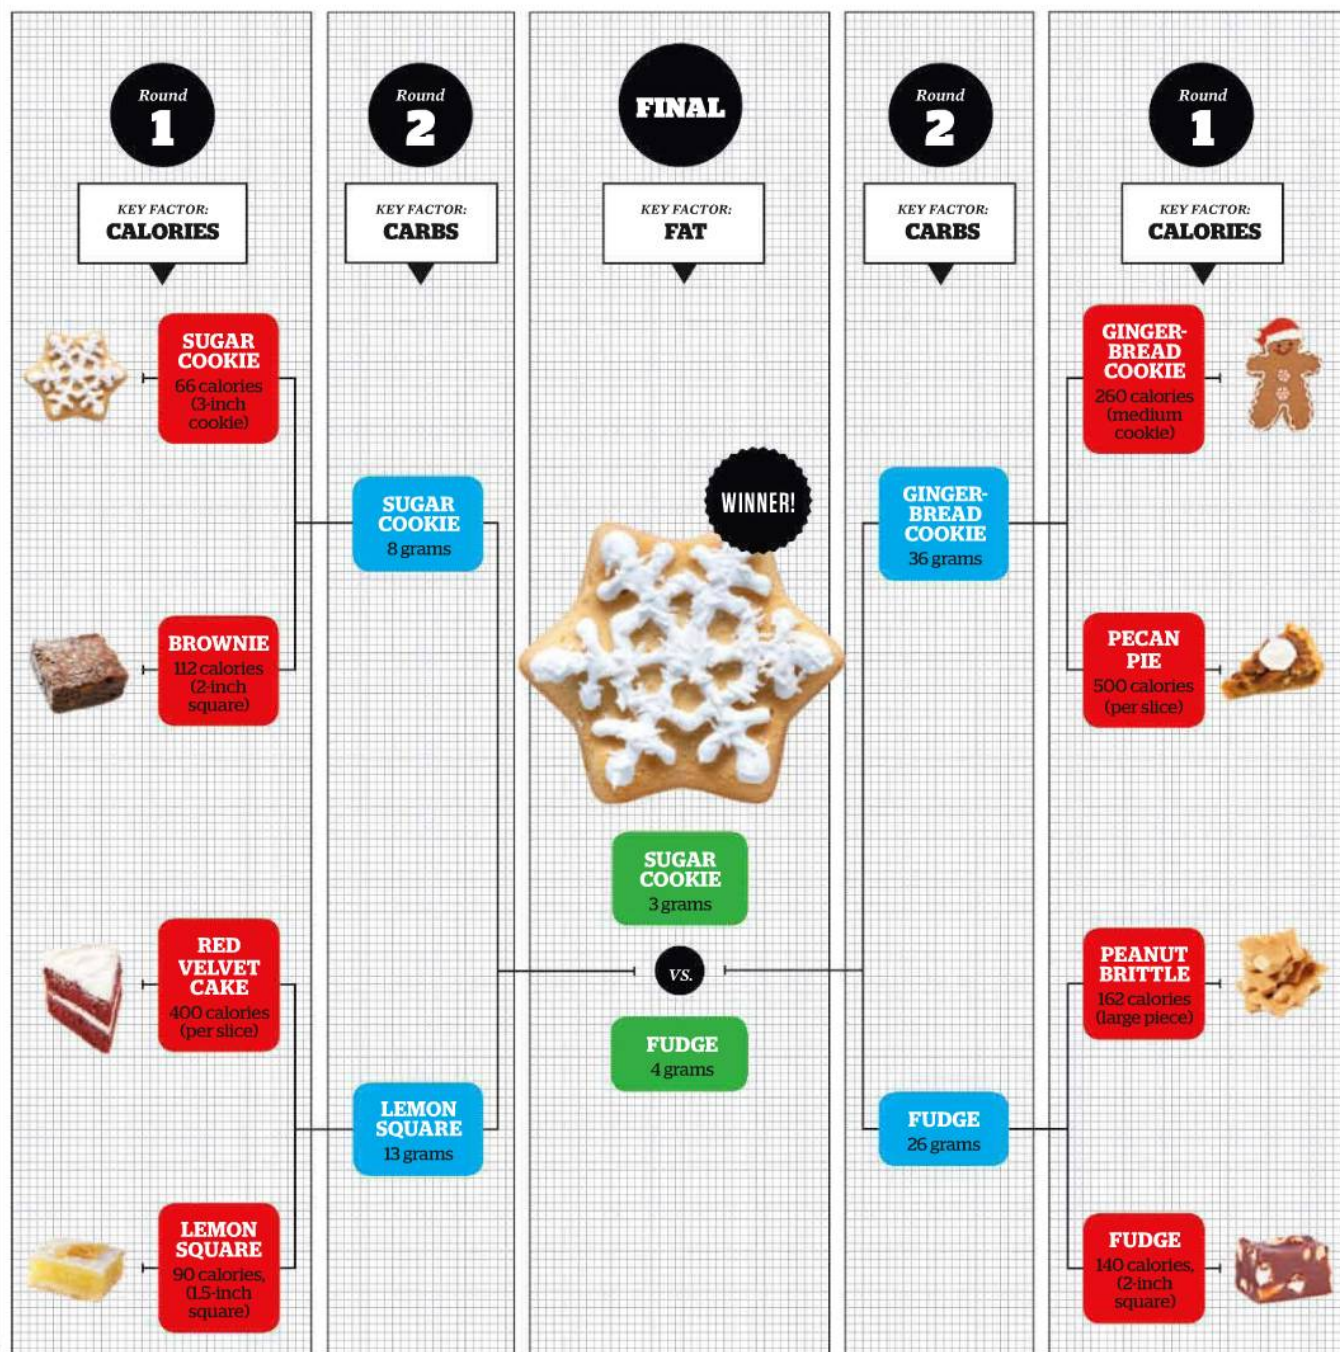 Round
1
KEY FACTOR:
CALORIES
SUGAR
COOKIE
66 calories
(3-inch
cookie)
BROWNIE
112 calories
(2-inch
square)
RED
VELVET
CAKE
400 calories
(per slice)
LEMON
SQUARE
90 calories,
(1.5-inch
square)
Round
2
KEY FACTOR:
CARBS
SUGAR
COOKIE
8 grams
LEMON
SQUARE
13 grams
FINAL
KEY FACTOR:
FAT
WINNER!
SUGAR
COOKIE
3 grams
VS.
FUDGE
4 grams
Round
2
KEY FACTOR:
CARBS
GINGER-
BREAD
COOKIE
36 grams
FUDGE
26 grams
Round
1
KEY FACTOR:
CALORIES
GINGER-
BREAD
COOKIE
260 calories
(medium
cookie)
PECAN
PIE
500 calories
(per slice)
PEANUT
BRITTLE
162 calories
(large piece)
FUDGE
140 calories,
(2-inch
square)